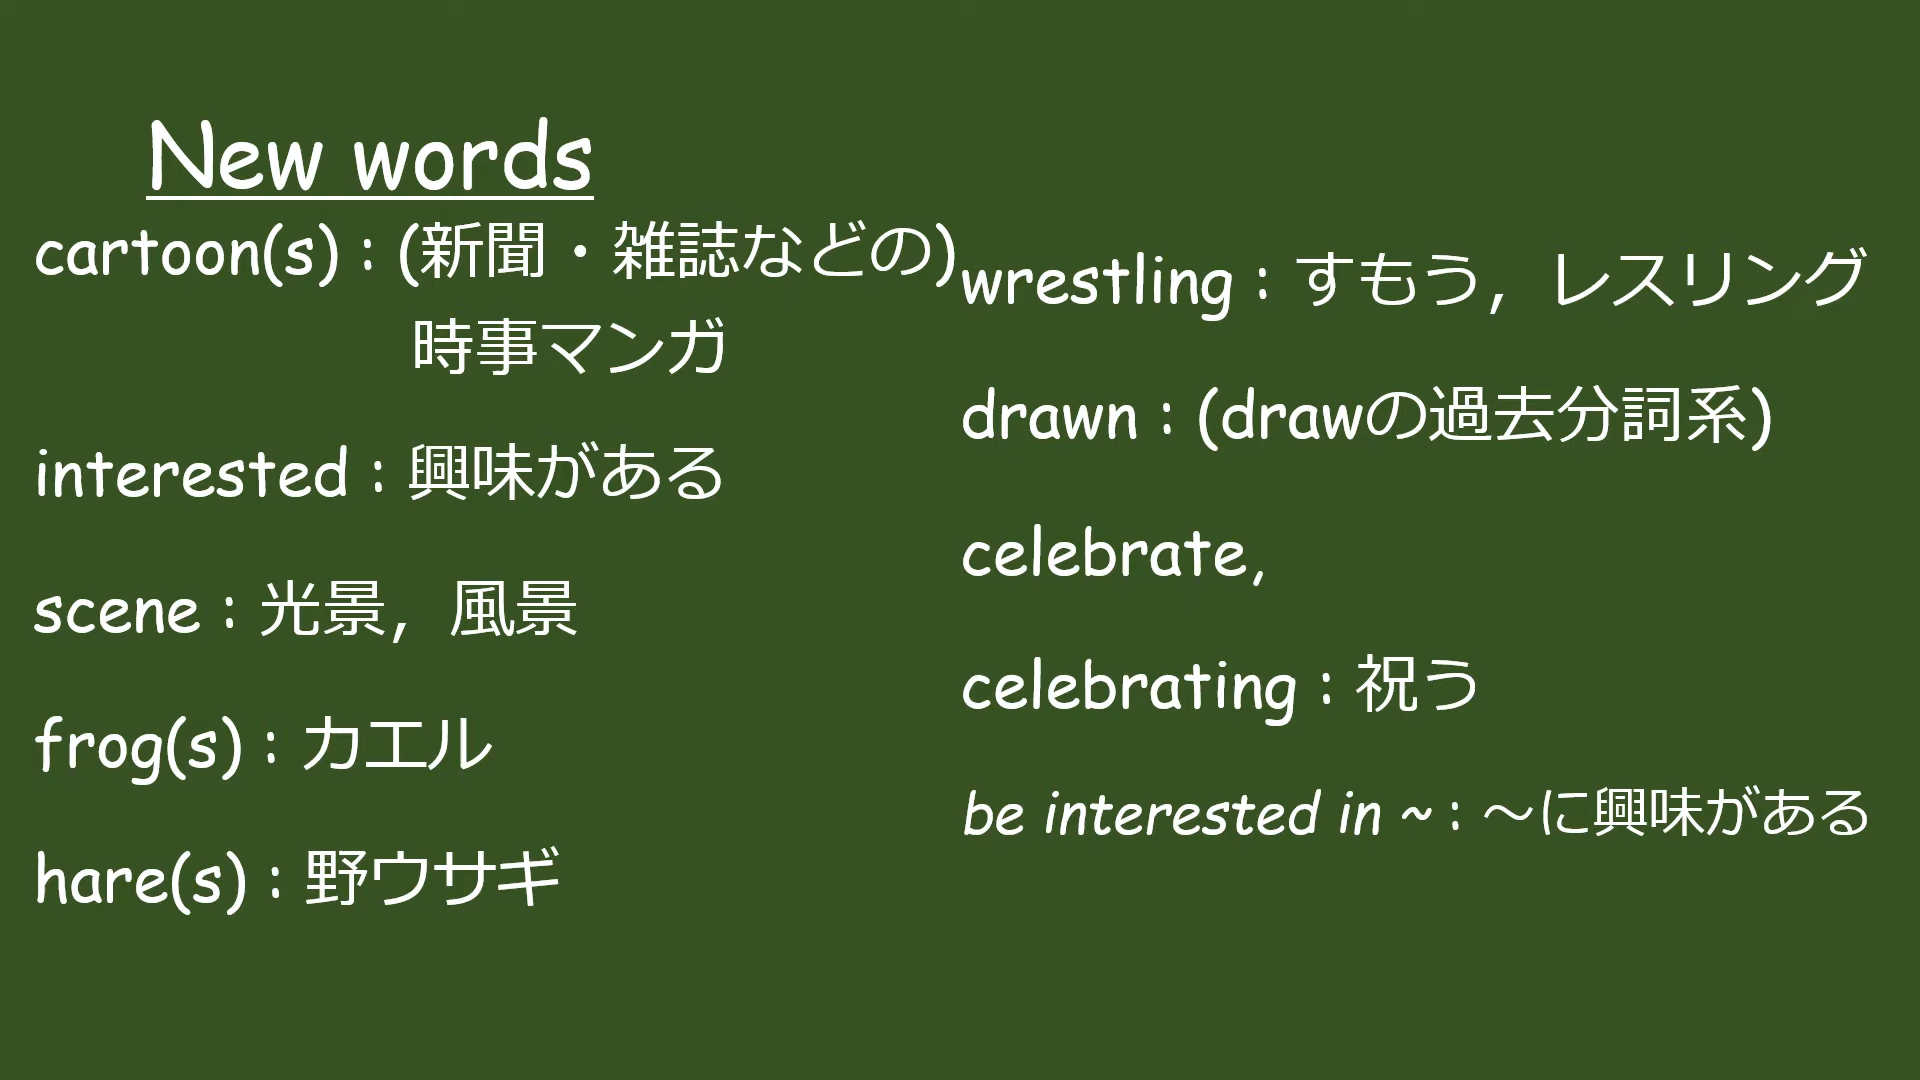 New words
cartoon(s) : (新聞・雑誌などの)
時事マンガ
interested : 興味がある
scene : 光景，風景
frog(s) : カエル
hare(s) : 野ウサギ
wrestling : すもう，レスリング
drawn : (drawの過去分詞系)
celebrate,
celebrating : 祝う
be interested in ~ : ～に興味がある